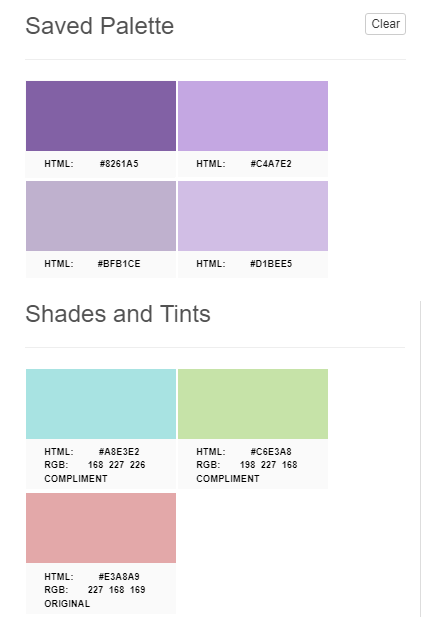 Saved Palette
Clear
HTML: #8261A5
HTML: #C4A7E2
HTML: #BFB1CE
HTML: #D1BEE5
Shades and Tints
HTML: #A8E3E2
RGB: 168 227 226
COMPLIMENT
HTML: #C6E3A8
RGB: 198 227 168
COMPLIMENT
HTML: #E3A8A9
RGB: 227 168 169
ORIGINAL